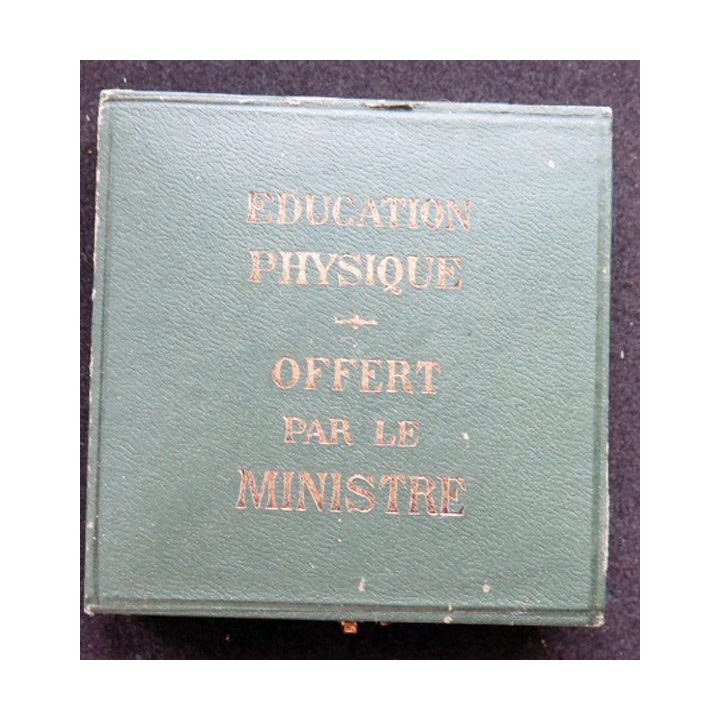 EDUCATION
PHYSIQUE
OFFERT
PAR LE
MINISTRE